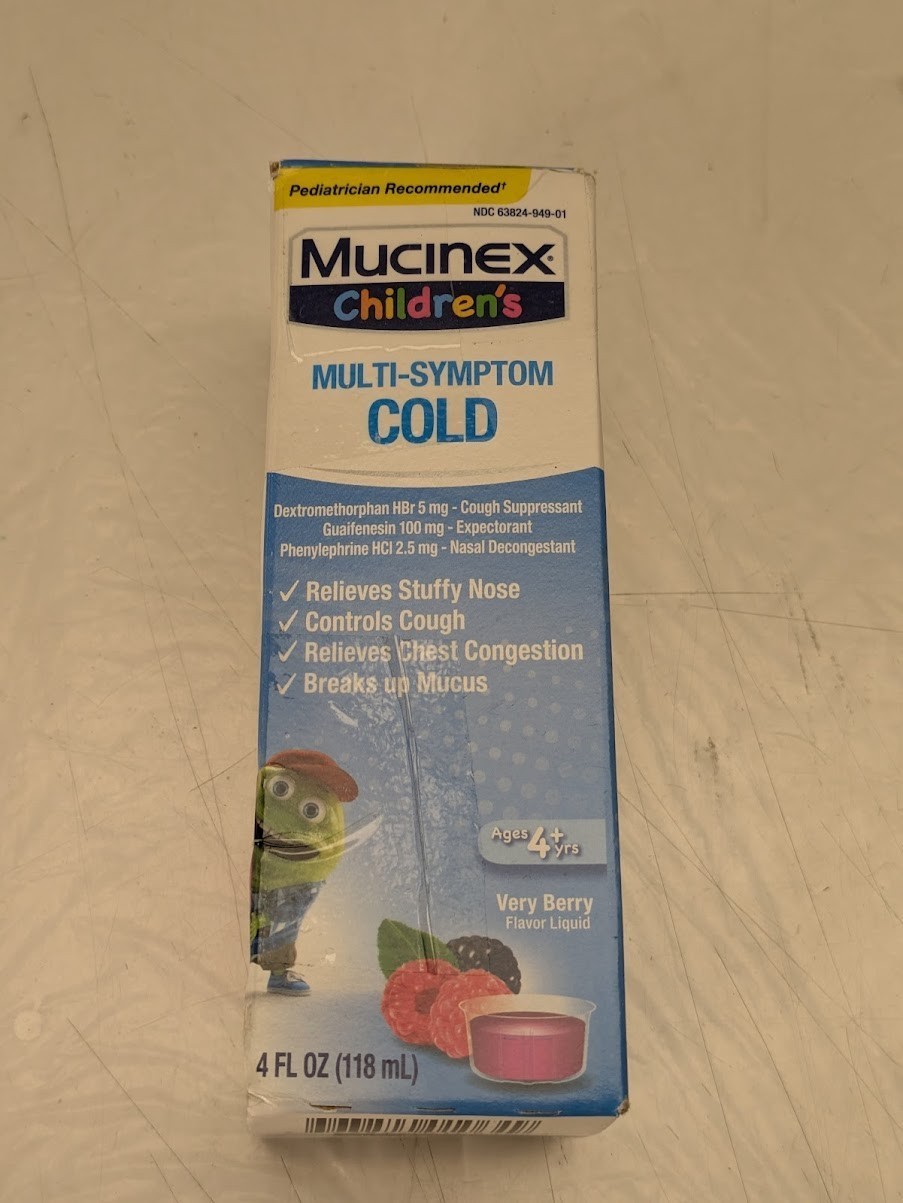 Pediatrician Recommended†
NDC 63824-949-01
Mucinex®
Children's
MULTI-SYMPTOM
COLD
Dextromethorphan HBr 5 mg - Cough Suppressant
Guaifenesin 100 mg - Expectorant
Phenylephrine HCl 2.5 mg - Nasal Decongestant
✓ Relieves Stuffy Nose
✓ Controls Cough
✓ Relieves Chest Congestion
✓ Breaks up Mucus
Ages 4+ yrs
Very Berry
Flavor Liquid
4 FL OZ (118 mL)